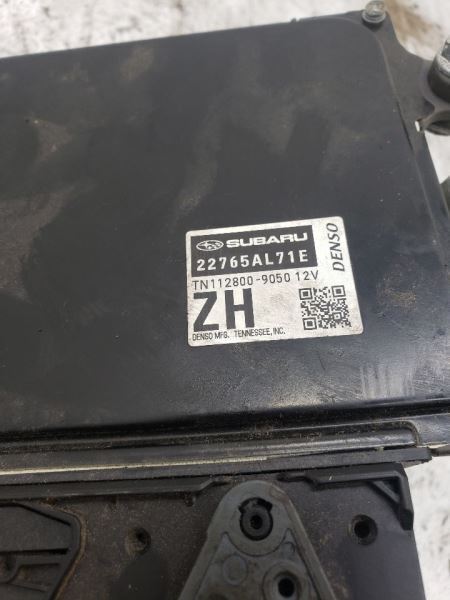 SUBARU
22765AL71E
TN112800-9050 12V
ZH
DENSO MFG. TENNESSEE, INC.
DENSO